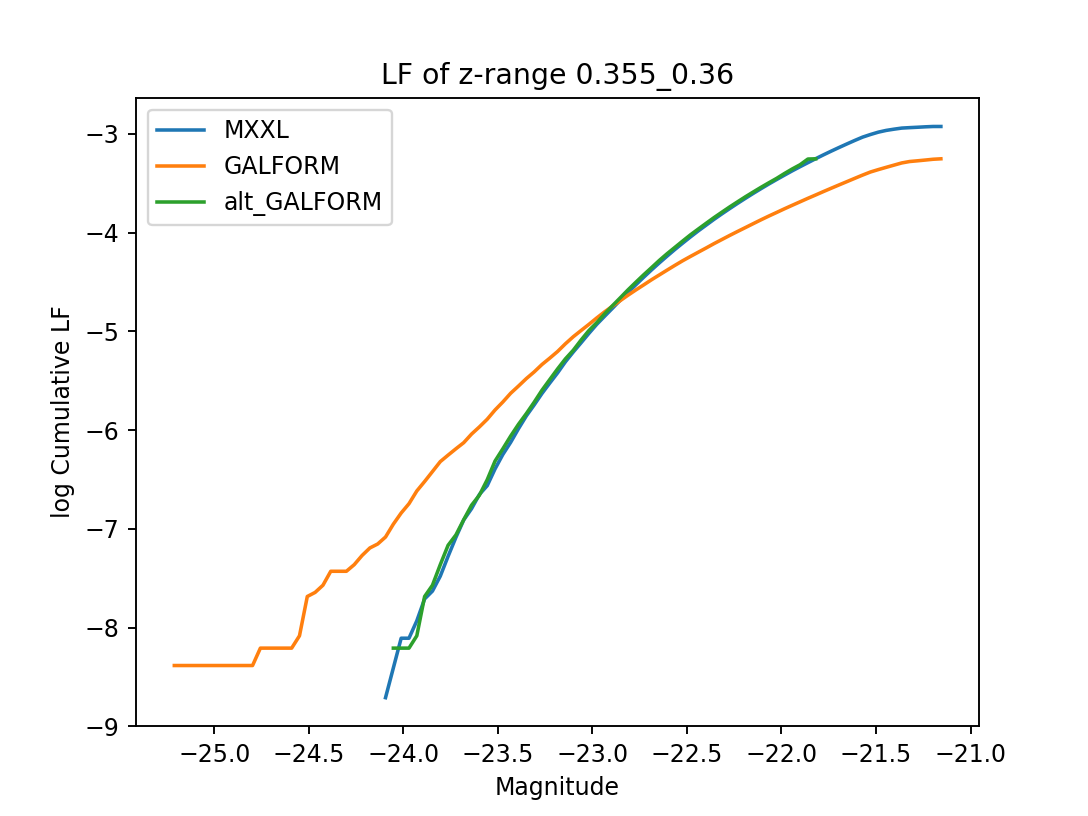 LF of z-range 0.355_0.36
MXXL
GALFORM
alt_GALFORM
−3
−4
−5
−6
−7
−8
−9
log Cumulative LF
−25.0 −24.5 −24.0 −23.5 −23.0 −22.5 −22.0 −21.5 −21.0
Magnitude